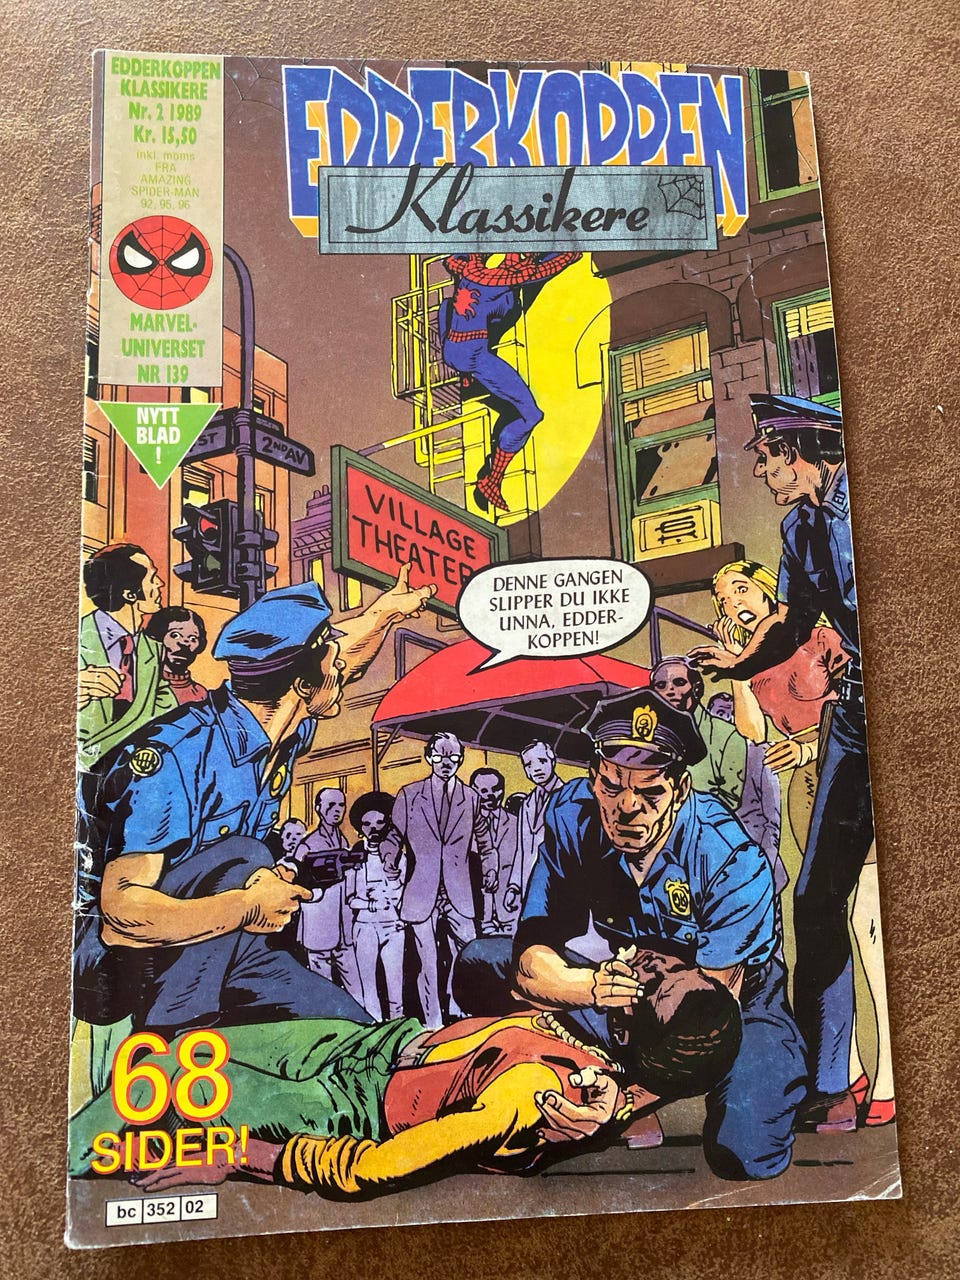 EDDERKOPPEN
KLASSIKERE
Nr. 2 1989
Kr. 15,50
inkl. moms
FRA
AMAZING
SPIDER-MAN
92, 95, 96
MARVEL-
UNIVERSET
NR 139
NYTT
BLAD
!
EDDERKOPPEN
Klassikere
ST
2ND AV
VILLAGE
THEATER
DENNE GANGEN
SLIPPER DU IKKE
UNNA, EDDER-
KOPPEN!
68
SIDER!
bc 352 02